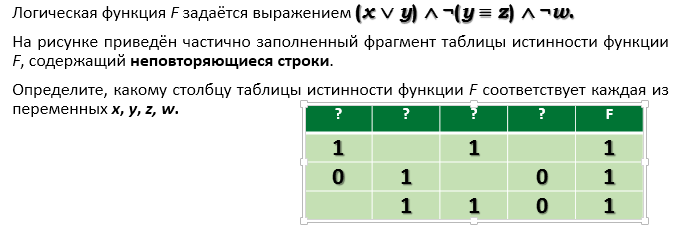 Логическая функция F задаётся выражением (x ∨ y) ∧ ¬(y ≡ z) ∧ ¬w.
На рисунке приведён частично заполненный фрагмент таблицы истинности функции
F, содержащий неповторяющиеся строки.
Определите, какому столбцу таблицы истинности функции F соответствует каждая из
переменных x, y, z, w.
? ? ? ? F
1 1 1
0 1 0 1
1 1 0 1